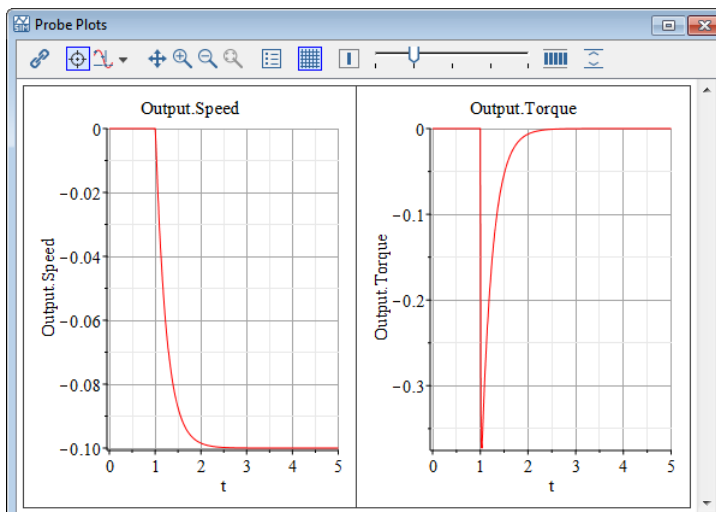 Probe Plots
Output.Speed
0
−0.02
−0.04
−0.06
−0.08
−0.10
Output.Speed
0 1 2 3 4 5
t
Output.Torque
0
−0.1
−0.2
−0.3
Output.Torque
0 1 2 3 4 5
t